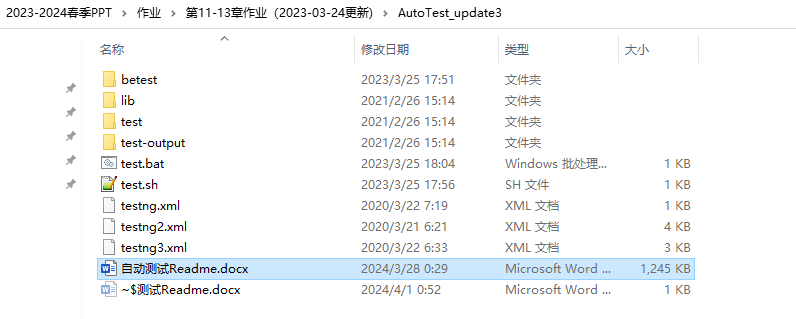 2023-2024春季PPT > 作业 > 第11-13章作业（2023-03-24更新） > AutoTest_update3
名称 修改日期 类型 大小
betest 2023/3/25 17:51 文件夹
lib 2021/2/26 15:14 文件夹
test 2021/2/26 15:14 文件夹
test-output 2021/2/26 15:14 文件夹
test.bat 2023/3/25 18:04 Windows 批处理... 1 KB
test.sh 2023/3/25 17:56 SH 文件 1 KB
testng.xml 2020/3/22 7:19 XML 文档 1 KB
testng2.xml 2020/3/21 6:21 XML 文档 4 KB
testng3.xml 2020/3/22 6:33 XML 文档 3 KB
自动测试Readme.docx 2024/3/28 0:29 Microsoft Word ... 1,245 KB
~$测试Readme.docx 2024/4/1 0:52 Microsoft Word ... 1 KB